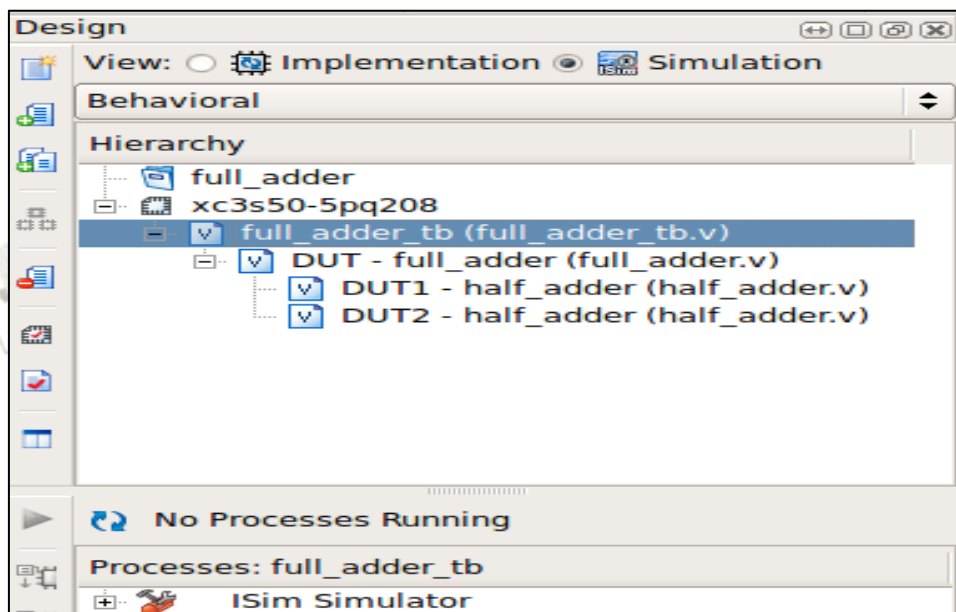 Design
View: Implementation ISim Simulation
Behavioral
Hierarchy
full_adder
xc3s50-5pq208
full_adder_tb (full_adder_tb.v)
DUT - full_adder (full_adder.v)
DUT1 - half_adder (half_adder.v)
DUT2 - half_adder (half_adder.v)
No Processes Running
Processes: full_adder_tb
ISim Simulator